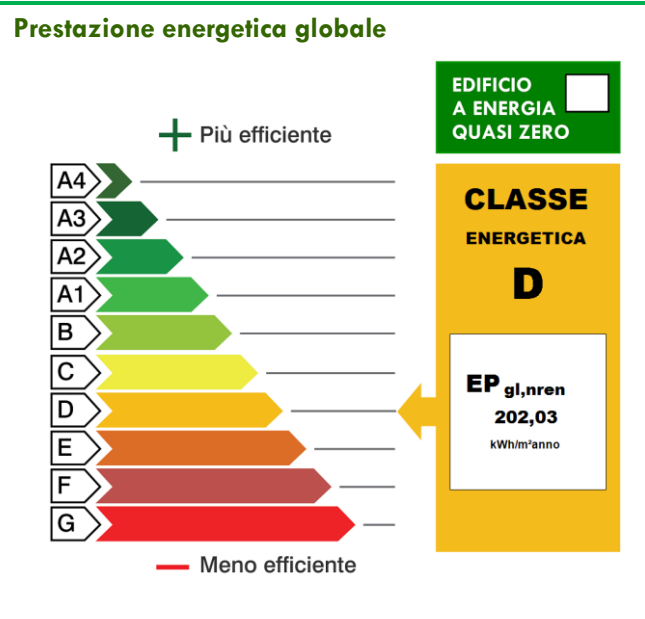 Prestazione energetica globale
EDIFICIO
A ENERGIA
QUASI ZERO
Più efficiente
A4
A3
A2
A1
B
C
D
E
F
G
Meno efficiente
CLASSE
ENERGETICA
D
EP gl,nren
202,03
kWh/m²anno